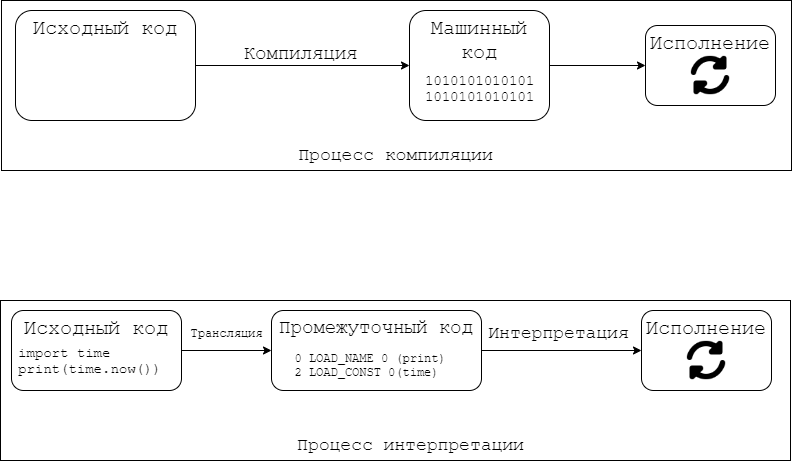 Исходный код
Компиляция
Машинный
код
1010101010101
1010101010101
Исполнение
Процесс компиляции
Исходный код
import time
print(time.now())
Трансляция
Промежуточный код
0 LOAD_NAME 0 (print)
2 LOAD_CONST 0(time)
Интерпретация
Исполнение
Процесс интерпретации